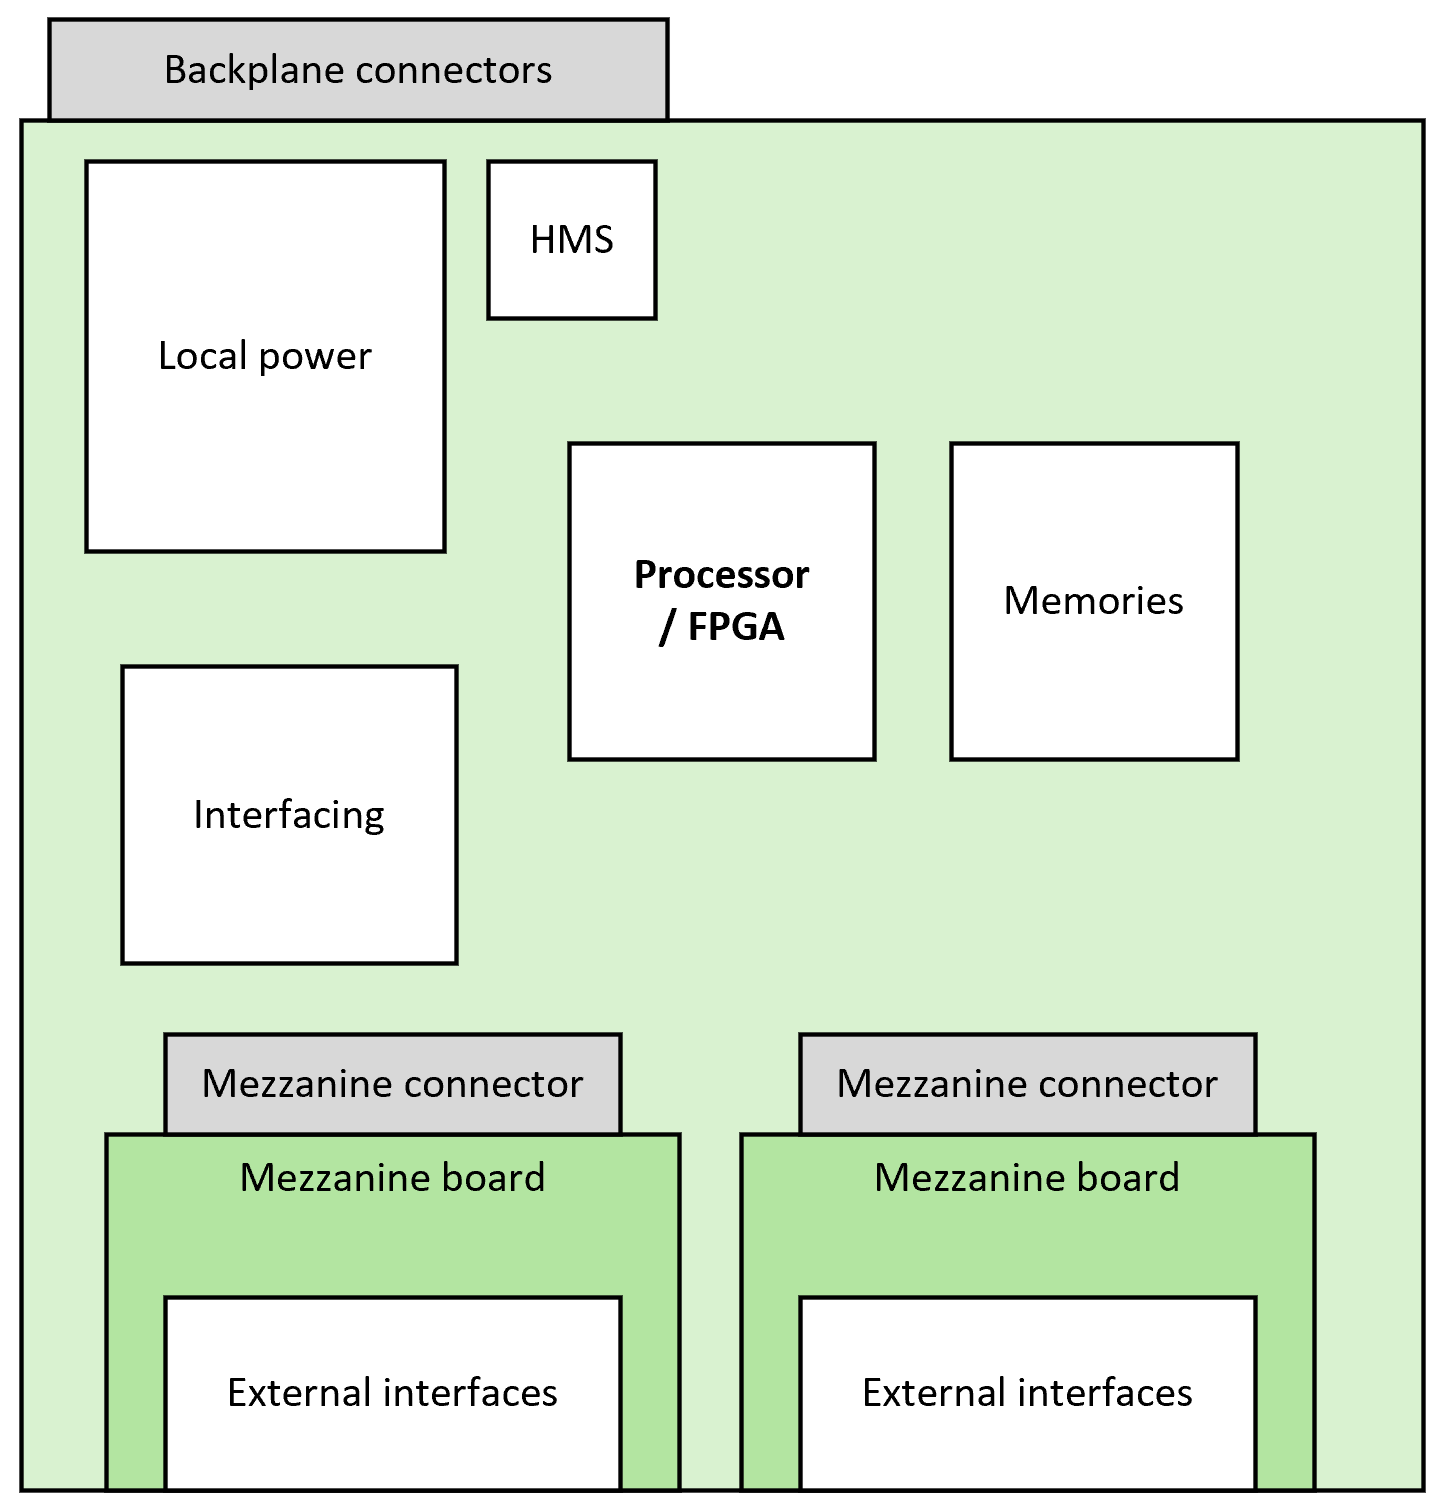 Backplane connectors
HMS
Local power
Processor
/ FPGA
Memories
Interfacing
Mezzanine connector
Mezzanine connector
Mezzanine board
Mezzanine board
External interfaces
External interfaces